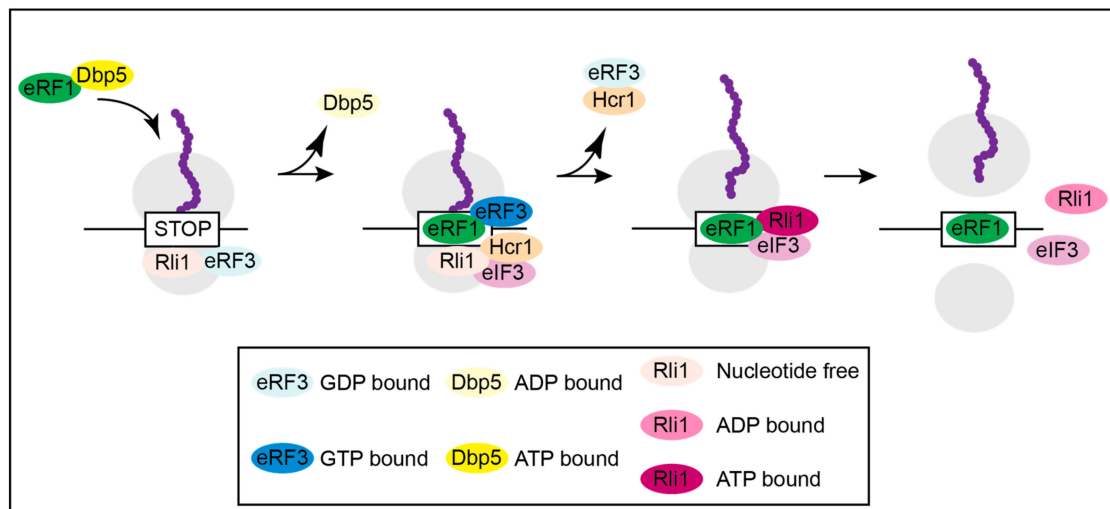 eRF1
Dbp5
STOP
Rli1
eRF3
Dbp5
eRF1
eRF3
Hcr1
Rli1
eIF3
eRF3
Hcr1
eRF1
Rli1
eIF3
eRF1
Rli1
eIF3
eRF3 GDP bound
Dbp5 ADP bound
Rli1 Nucleotide free
Rli1 ADP bound
eRF3 GTP bound
Dbp5 ATP bound
Rli1 ATP bound